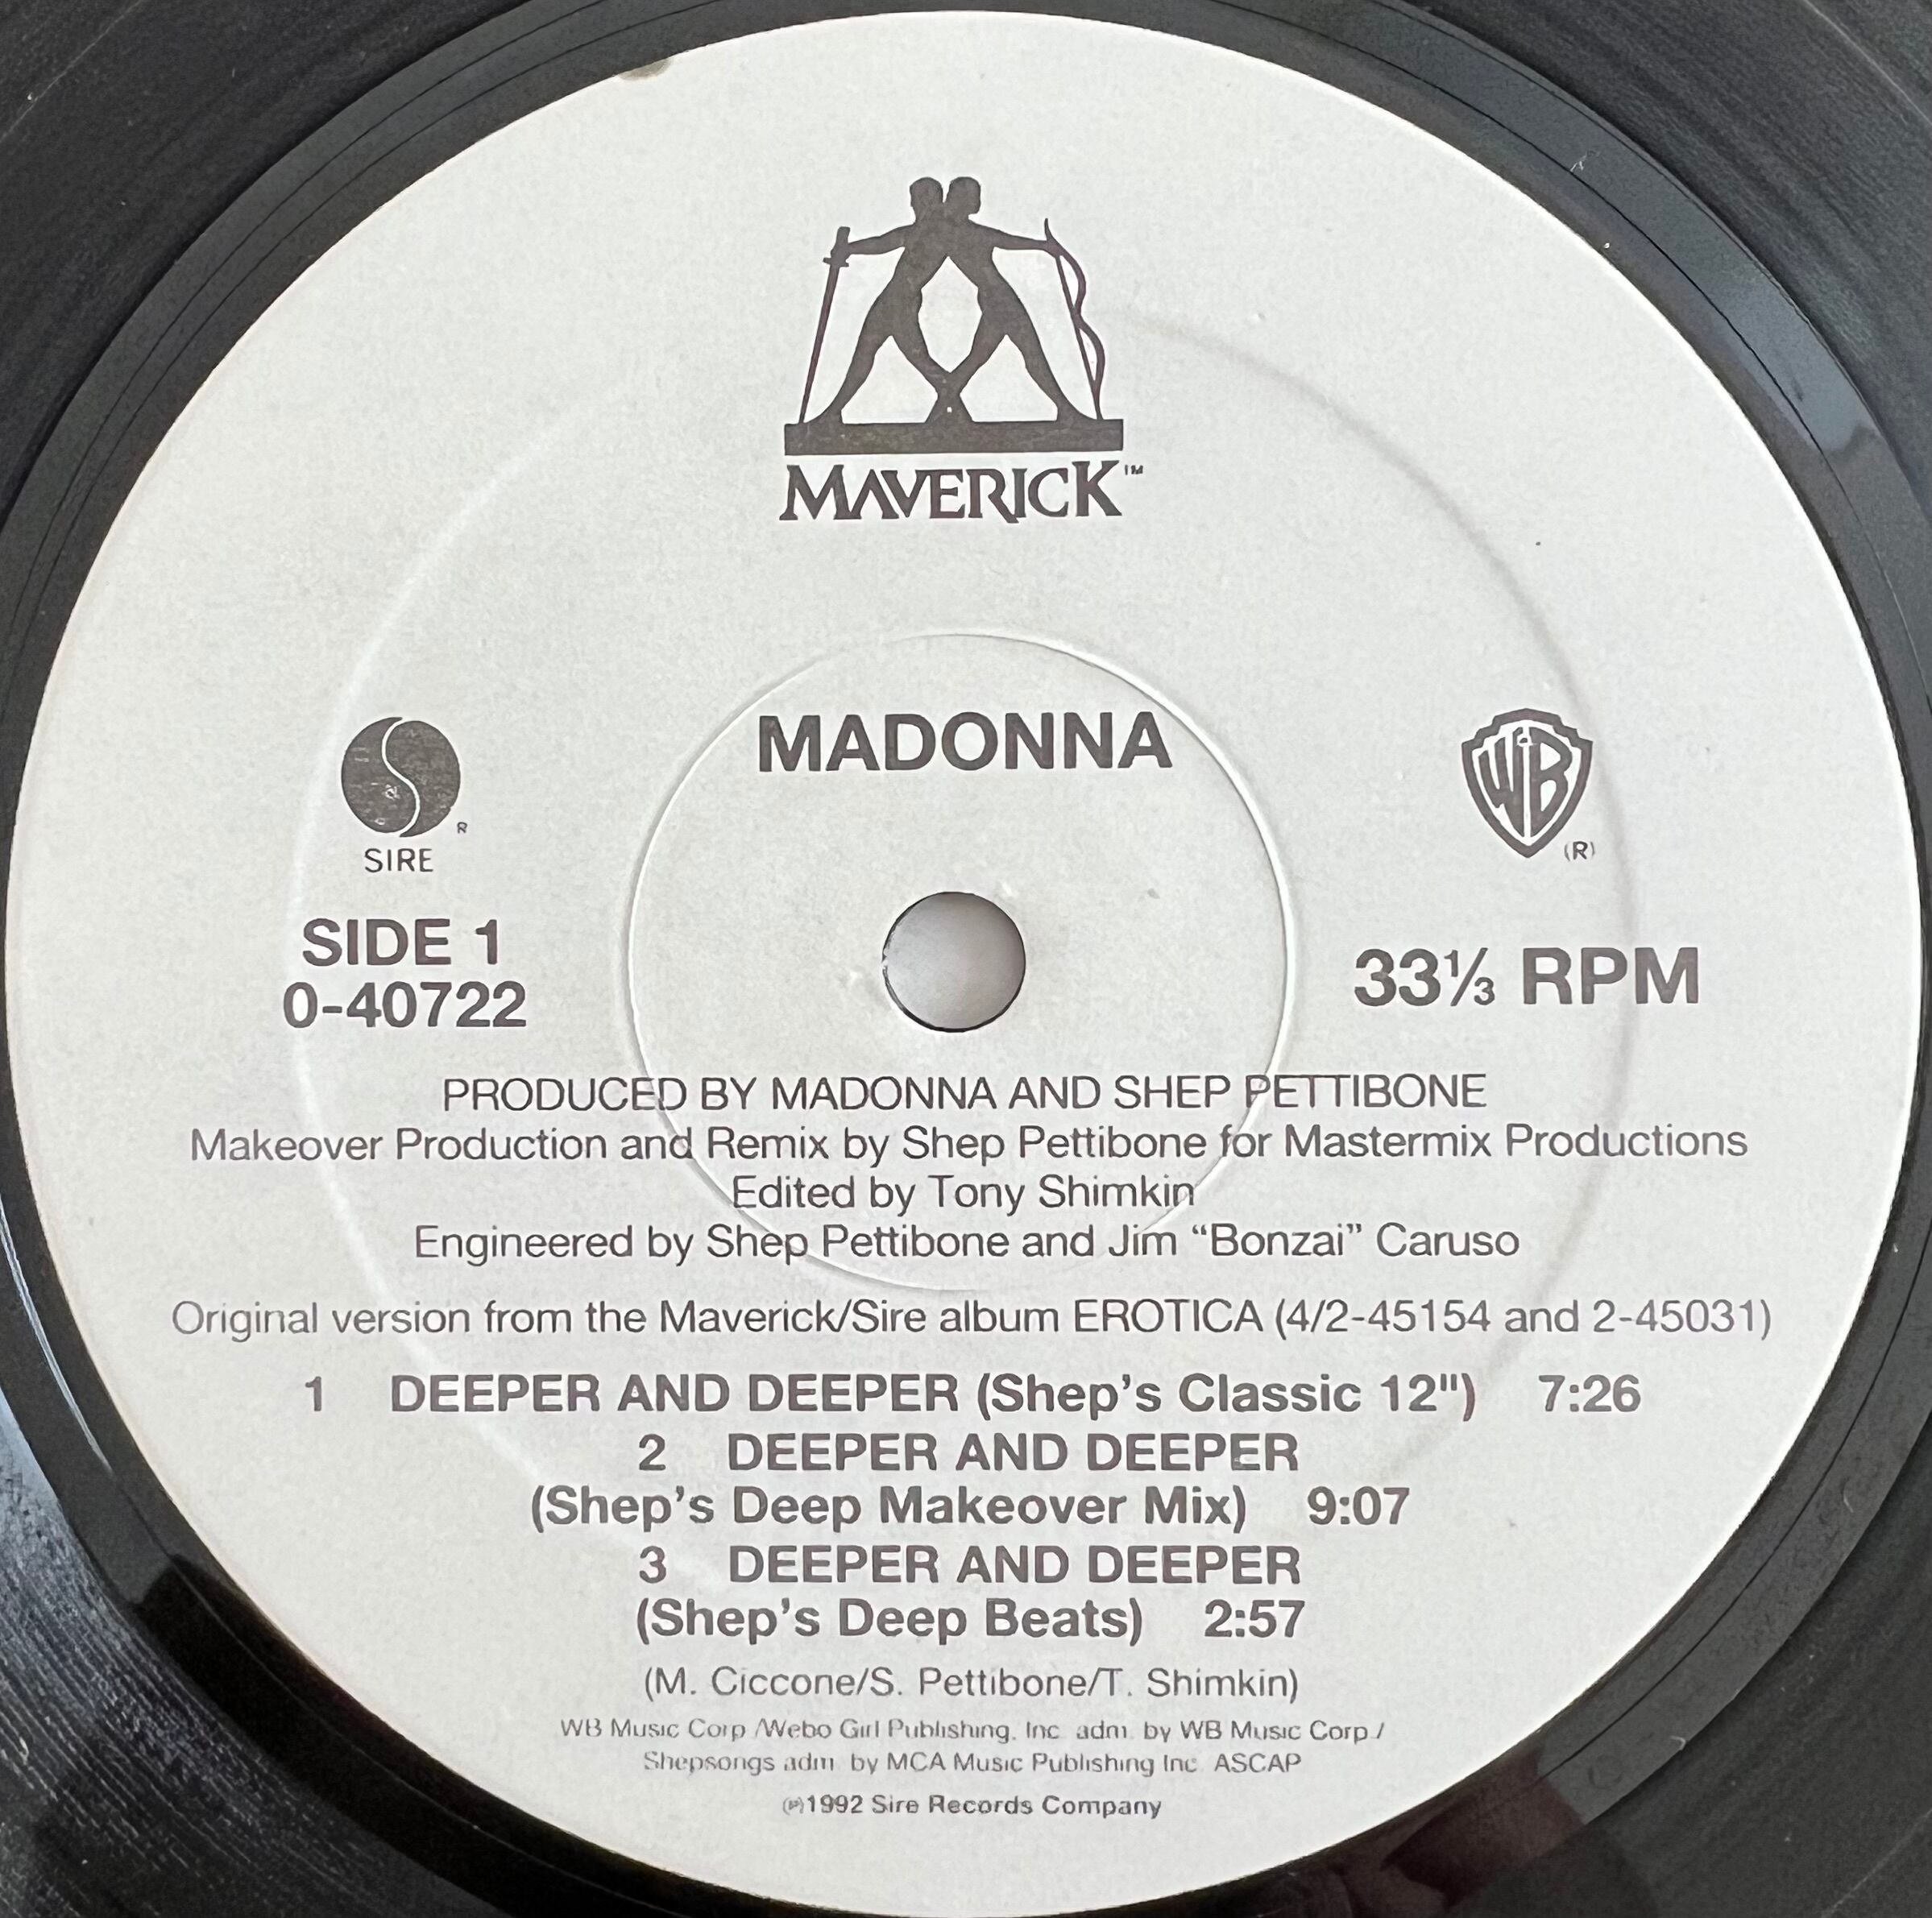 MAVERICK™
MADONNA
WB
(R)
R
SIRE
SIDE 1
0-40722
33⅓ RPM
PRODUCED BY MADONNA AND SHEP PETTIBONE
Makeover Production and Remix by Shep Pettibone for Mastermix Productions
Edited by Tony Shimkin
Engineered by Shep Pettibone and Jim “Bonzai” Caruso
Original version from the Maverick/Sire album EROTICA (4/2-45154 and 2-45031)
1 DEEPER AND DEEPER (Shep’s Classic 12") 7:26
2 DEEPER AND DEEPER
(Shep’s Deep Makeover Mix) 9:07
3 DEEPER AND DEEPER
(Shep’s Deep Beats) 2:57
(M. Ciccone/S. Pettibone/T. Shimkin)
WB Music Corp./Webo Girl Publishing, Inc. adm. by WB Music Corp./
Shepsongs adm. by MCA Music Publishing Inc. ASCAP
℗1992 Sire Records Company